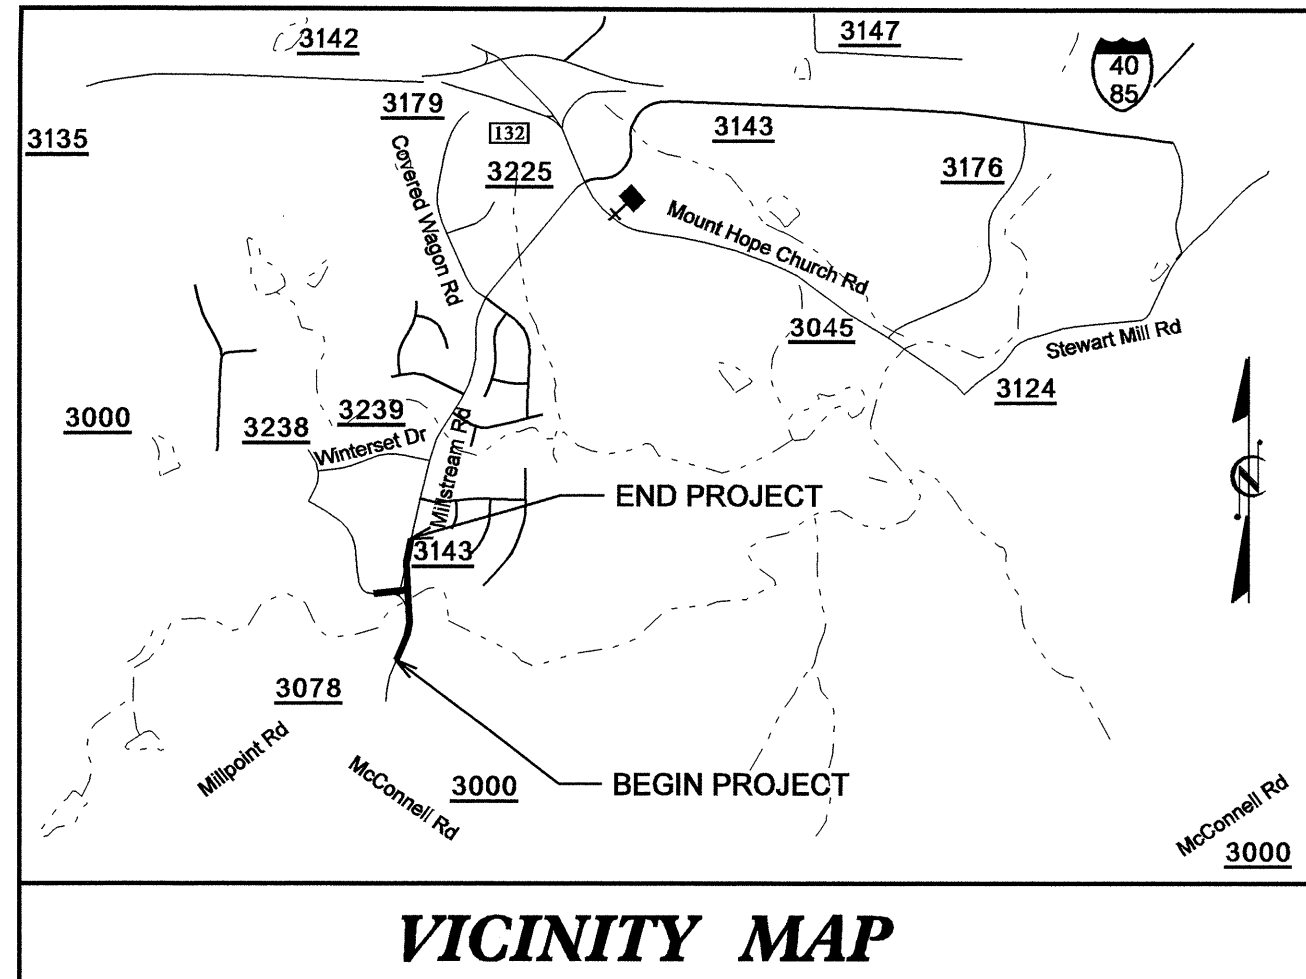 3142
3147
40
85
3179
132
3143
3135
3225
3176
Covered Wagon Rd
Mount Hope Church Rd
3045
Stewart Mill Rd
3124
3000
3239
3238
Winterset Dr
Millstream Rd
END PROJECT
N
3143
3078
Millpoint Rd
McConnell Rd
3000
BEGIN PROJECT
McConnell Rd
3000
VICINITY MAP